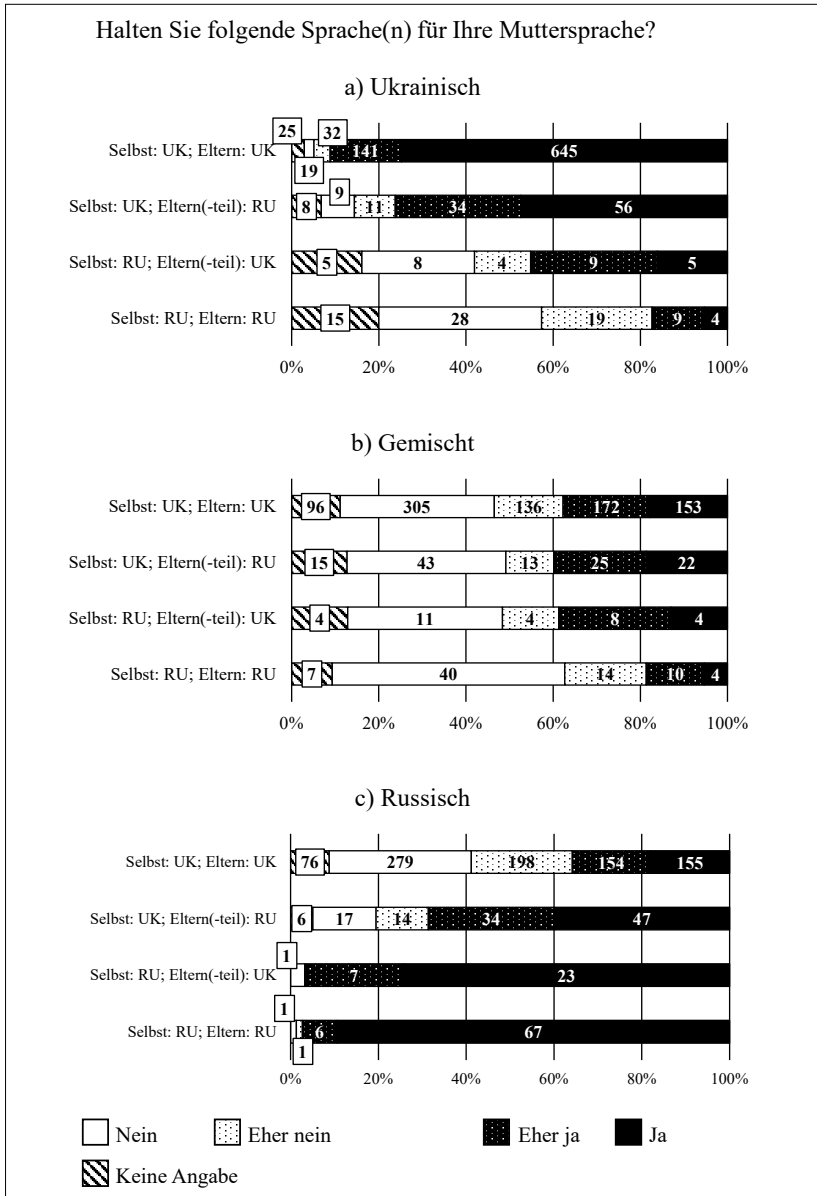 Halten Sie folgende Sprache(n) für Ihre Muttersprache?
a) Ukrainisch
Selbst: UK; Eltern: UK 25 19 32 141 645
Selbst: UK; Eltern(-teil): RU 8 9 11 34 56
Selbst: RU; Eltern(-teil): UK 5 8 4 9 5
Selbst: RU; Eltern: RU 15 28 19 9 4
0% 20% 40% 60% 80% 100%
b) Gemischt
Selbst: UK; Eltern: UK 96 305 136 172 153
Selbst: UK; Eltern(-teil): RU 15 43 13 25 22
Selbst: RU; Eltern(-teil): UK 4 11 4 8 4
Selbst: RU; Eltern: RU 7 40 14 10 4
0% 20% 40% 60% 80% 100%
c) Russisch
Selbst: UK; Eltern: UK 76 279 198 154 155
Selbst: UK; Eltern(-teil): RU 6 17 14 34 47
Selbst: RU; Eltern(-teil): UK 1 7 23
Selbst: RU; Eltern: RU 1 1 6 67
0% 20% 40% 60% 80% 100%
Nein Eher nein Eher ja Ja
Keine Angabe